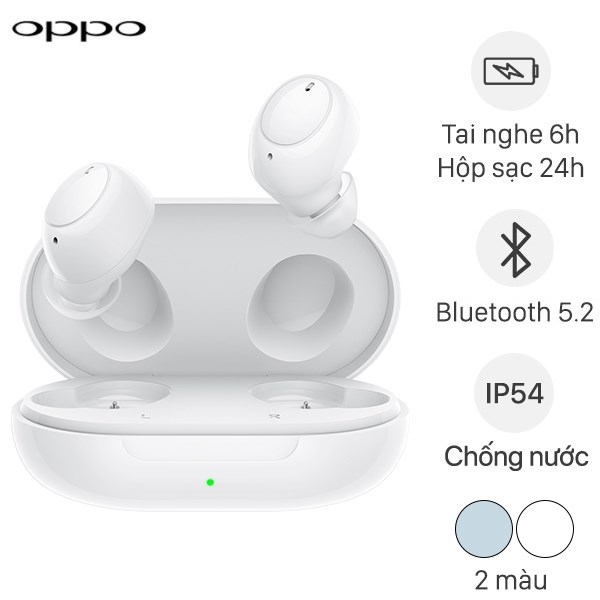 oppo
Tai nghe 6h
Hộp sạc 24h
Bluetooth 5.2
IP54
Chống nước
2 màu
L
R